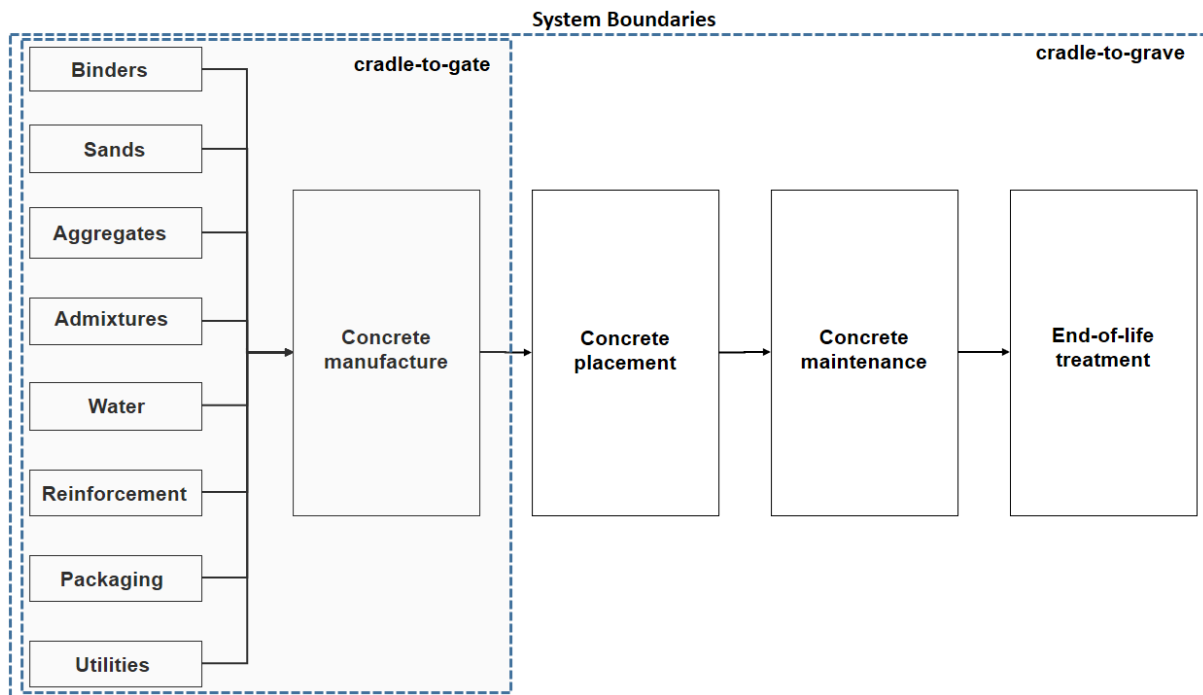 System Boundaries
cradle-to-gate
cradle-to-grave
Binders
Sands
Aggregates
Admixtures
Water
Reinforcement
Packaging
Utilities
Concrete
manufacture
Concrete
placement
Concrete
maintenance
End-of-life
treatment